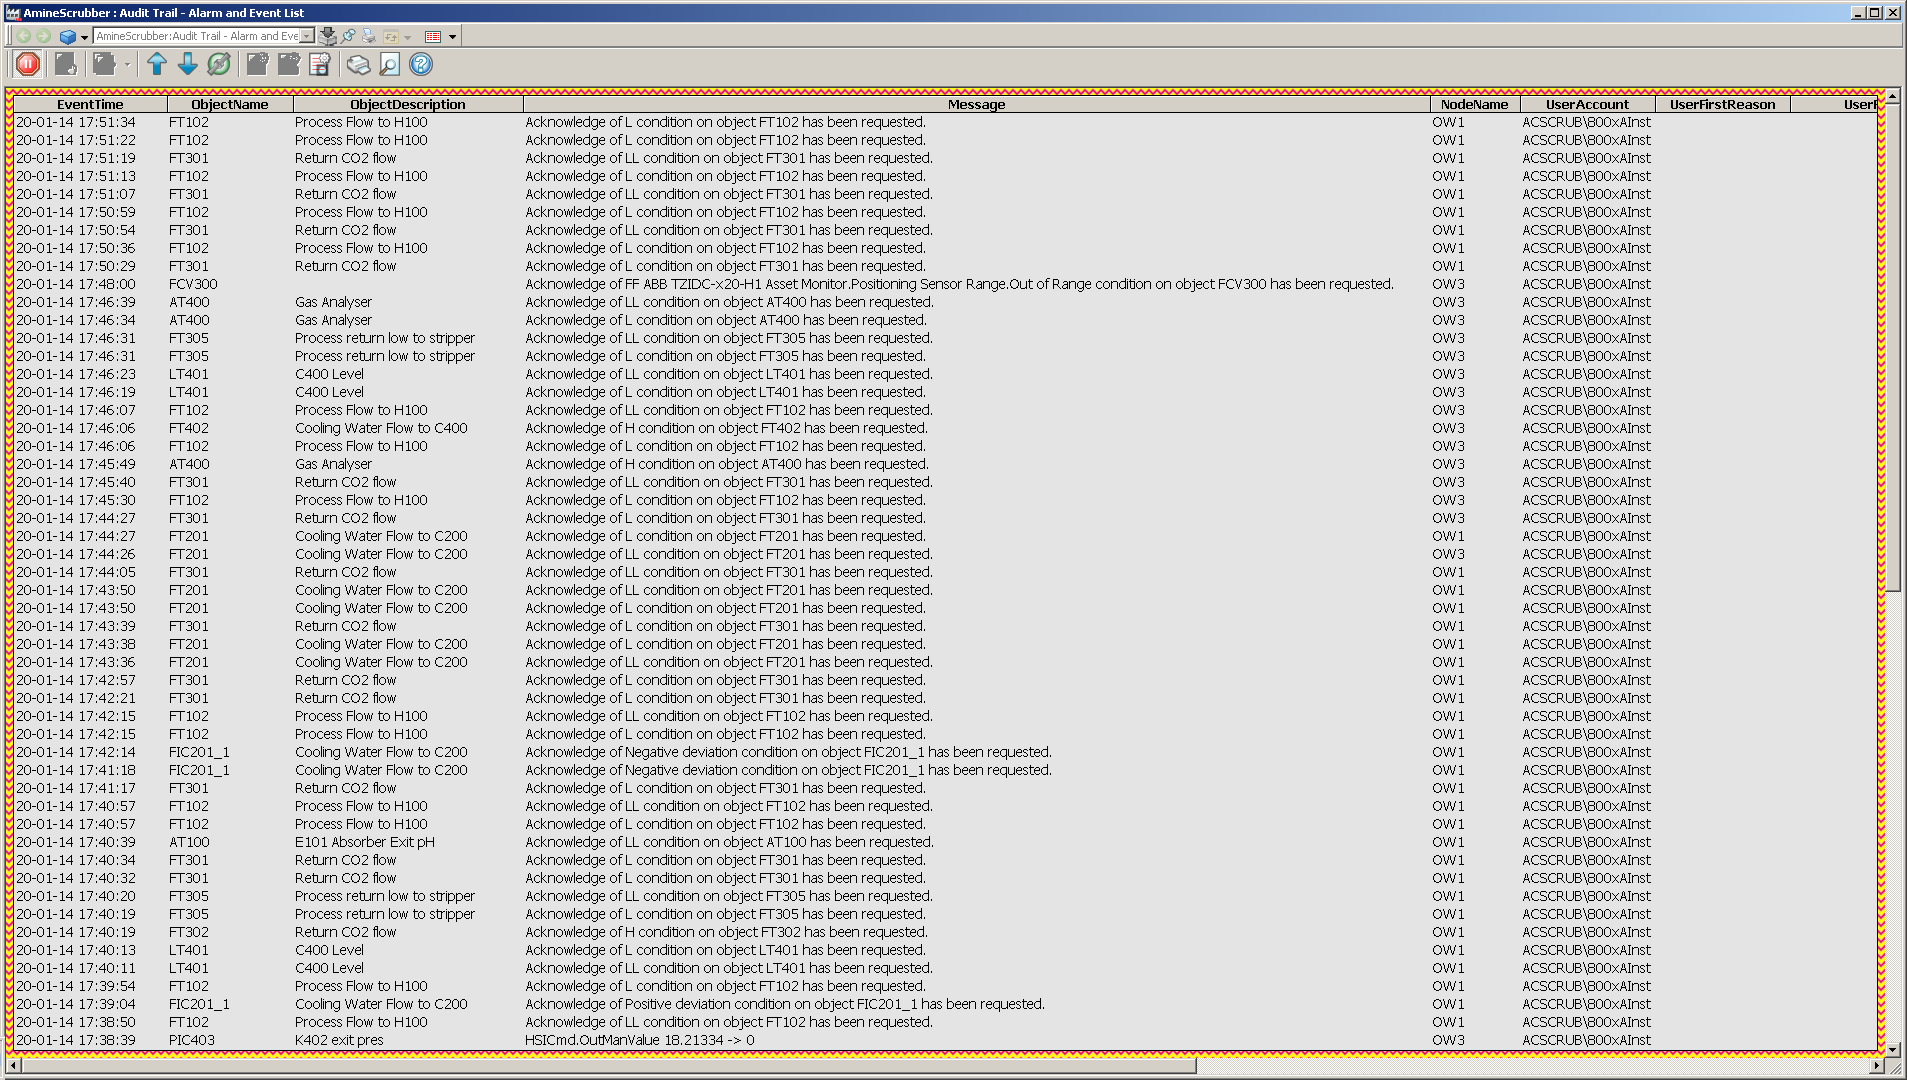 AmineScrubber : Audit Trail - Alarm and Event List
AmineScrubber:Audit Trail - Alarm and Eve
EventTime ObjectName ObjectDescription Message NodeName UserAccount UserFirstReason
20-01-14 17:51:34 FT102 Process Flow to H100 Acknowledge of L condition on object FT102 has been requested. OW1 ACSCRUB\800xAInst
20-01-14 17:51:22 FT102 Process Flow to H100 Acknowledge of L condition on object FT102 has been requested. OW1 ACSCRUB\800xAInst
20-01-14 17:51:19 FT301 Return CO2 flow Acknowledge of LL condition on object FT301 has been requested. OW1 ACSCRUB\800xAInst
20-01-14 17:51:13 FT102 Process Flow to H100 Acknowledge of L condition on object FT102 has been requested. OW1 ACSCRUB\800xAInst
20-01-14 17:51:07 FT301 Return CO2 flow Acknowledge of LL condition on object FT301 has been requested. OW1 ACSCRUB\800xAInst
20-01-14 17:50:59 FT102 Process Flow to H100 Acknowledge of L condition on object FT102 has been requested. OW1 ACSCRUB\800xAInst
20-01-14 17:50:54 FT301 Return CO2 flow Acknowledge of L condition on object FT301 has been requested. OW1 ACSCRUB\800xAInst
20-01-14 17:50:36 FT102 Process Flow to H100 Acknowledge of L condition on object FT102 has been requested. OW1 ACSCRUB\800xAInst
20-01-14 17:50:29 FT301 Return CO2 flow Acknowledge of L condition on object FT301 has been requested. OW1 ACSCRUB\800xAInst
20-01-14 17:48:00 FCV300 Acknowledge of FF ABB TZIDC-x20-H1 Asset Monitor.Positioning Sensor Range.Out of Range condition on object FCV300 has been requested. OW3 ACSCRUB\800xAInst
20-01-14 17:46:39 AT400 Gas Analyser Acknowledge of LL condition on object AT400 has been requested. OW3 ACSCRUB\800xAInst
20-01-14 17:46:34 AT400 Gas Analyser Acknowledge of L condition on object AT400 has been requested. OW3 ACSCRUB\800xAInst
20-01-14 17:46:31 FT305 Process return low to stripper Acknowledge of LL condition on object FT305 has been requested. OW3 ACSCRUB\800xAInst
20-01-14 17:46:31 FT305 Process return low to stripper Acknowledge of L condition on object FT305 has been requested. OW3 ACSCRUB\800xAInst
20-01-14 17:46:23 LT401 C400 Level Acknowledge of LL condition on object LT401 has been requested. OW3 ACSCRUB\800xAInst
20-01-14 17:46:19 LT401 C400 Level Acknowledge of L condition on object LT401 has been requested. OW3 ACSCRUB\800xAInst
20-01-14 17:46:07 FT102 Process Flow to H100 Acknowledge of LL condition on object FT102 has been requested. OW3 ACSCRUB\800xAInst
20-01-14 17:46:06 FT402 Cooling Water Flow to C400 Acknowledge of H condition on object FT402 has been requested. OW3 ACSCRUB\800xAInst
20-01-14 17:46:06 FT102 Process Flow to H100 Acknowledge of L condition on object FT102 has been requested. OW3 ACSCRUB\800xAInst
20-01-14 17:45:49 AT400 Gas Analyser Acknowledge of H condition on object AT400 has been requested. OW3 ACSCRUB\800xAInst
20-01-14 17:45:40 FT301 Return CO2 flow Acknowledge of LL condition on object FT301 has been requested. OW3 ACSCRUB\800xAInst
20-01-14 17:45:30 FT102 Process Flow to H100 Acknowledge of L condition on object FT102 has been requested. OW3 ACSCRUB\800xAInst
20-01-14 17:44:27 FT301 Return CO2 flow Acknowledge of L condition on object FT301 has been requested. OW3 ACSCRUB\800xAInst
20-01-14 17:44:27 FT201 Cooling Water Flow to C200 Acknowledge of L condition on object FT201 has been requested. OW1 ACSCRUB\800xAInst
20-01-14 17:44:26 FT201 Cooling Water Flow to C200 Acknowledge of LL condition on object FT201 has been requested. OW3 ACSCRUB\800xAInst
20-01-14 17:44:05 FT301 Return CO2 flow Acknowledge of LL condition on object FT301 has been requested. OW1 ACSCRUB\800xAInst
20-01-14 17:43:50 FT201 Cooling Water Flow to C200 Acknowledge of LL condition on object FT201 has been requested. OW1 ACSCRUB\800xAInst
20-01-14 17:43:50 FT201 Cooling Water Flow to C200 Acknowledge of L condition on object FT201 has been requested. OW1 ACSCRUB\800xAInst
20-01-14 17:43:39 FT301 Return CO2 flow Acknowledge of L condition on object FT301 has been requested. OW1 ACSCRUB\800xAInst
20-01-14 17:43:38 FT201 Cooling Water Flow to C200 Acknowledge of L condition on object FT201 has been requested. OW1 ACSCRUB\800xAInst
20-01-14 17:43:36 FT201 Cooling Water Flow to C200 Acknowledge of LL condition on object FT201 has been requested. OW1 ACSCRUB\800xAInst
20-01-14 17:42:57 FT301 Return CO2 flow Acknowledge of L condition on object FT301 has been requested. OW1 ACSCRUB\800xAInst
20-01-14 17:42:21 FT301 Return CO2 flow Acknowledge of L condition on object FT301 has been requested. OW1 ACSCRUB\800xAInst
20-01-14 17:42:15 FT102 Process Flow to H100 Acknowledge of LL condition on object FT102 has been requested. OW1 ACSCRUB\800xAInst
20-01-14 17:42:15 FT102 Process Flow to H100 Acknowledge of L condition on object FT102 has been requested. OW1 ACSCRUB\800xAInst
20-01-14 17:42:14 FIC201_1 Cooling Water Flow to C200 Acknowledge of Negative deviation condition on object FIC201_1 has been requested. OW1 ACSCRUB\800xAInst
20-01-14 17:41:18 FIC201_1 Cooling Water Flow to C200 Acknowledge of Negative deviation condition on object FIC201_1 has been requested. OW1 ACSCRUB\800xAInst
20-01-14 17:41:17 FT301 Return CO2 flow Acknowledge of L condition on object FT301 has been requested. OW1 ACSCRUB\800xAInst
20-01-14 17:40:57 FT102 Process Flow to H100 Acknowledge of LL condition on object FT102 has been requested. OW1 ACSCRUB\800xAInst
20-01-14 17:40:57 FT102 Process Flow to H100 Acknowledge of L condition on object FT102 has been requested. OW1 ACSCRUB\800xAInst
20-01-14 17:40:39 AT100 E101 Absorber Exit pH Acknowledge of LL condition on object AT100 has been requested. OW1 ACSCRUB\800xAInst
20-01-14 17:40:34 FT301 Return CO2 flow Acknowledge of L condition on object FT301 has been requested. OW1 ACSCRUB\800xAInst
20-01-14 17:40:32 FT301 Return CO2 flow Acknowledge of L condition on object FT301 has been requested. OW1 ACSCRUB\800xAInst
20-01-14 17:40:20 FT305 Process return low to stripper Acknowledge of LL condition on object FT305 has been requested. OW1 ACSCRUB\800xAInst
20-01-14 17:40:19 FT305 Process return low to stripper Acknowledge of L condition on object FT305 has been requested. OW1 ACSCRUB\800xAInst
20-01-14 17:40:19 FT302 Return CO2 flow Acknowledge of H condition on object FT302 has been requested. OW1 ACSCRUB\800xAInst
20-01-14 17:40:13 LT401 C400 Level Acknowledge of L condition on object LT401 has been requested. OW1 ACSCRUB\800xAInst
20-01-14 17:40:11 LT401 C400 Level Acknowledge of LL condition on object LT401 has been requested. OW1 ACSCRUB\800xAInst
20-01-14 17:39:54 FT102 Process Flow to H100 Acknowledge of L condition on object FT102 has been requested. OW1 ACSCRUB\800xAInst
20-01-14 17:39:04 FIC201_1 Cooling Water Flow to C200 Acknowledge of Positive deviation condition on object FIC201_1 has been requested. OW1 ACSCRUB\800xAInst
20-01-14 17:38:50 FT102 Process Flow to H100 Acknowledge of LL condition on object FT102 has been requested. OW1 ACSCRUB\800xAInst
20-01-14 17:38:39 PIC403 K402 exit pres HSICmd.OutManValue 18.21334 -> 0 OW3 ACSCRUB\800xAInst